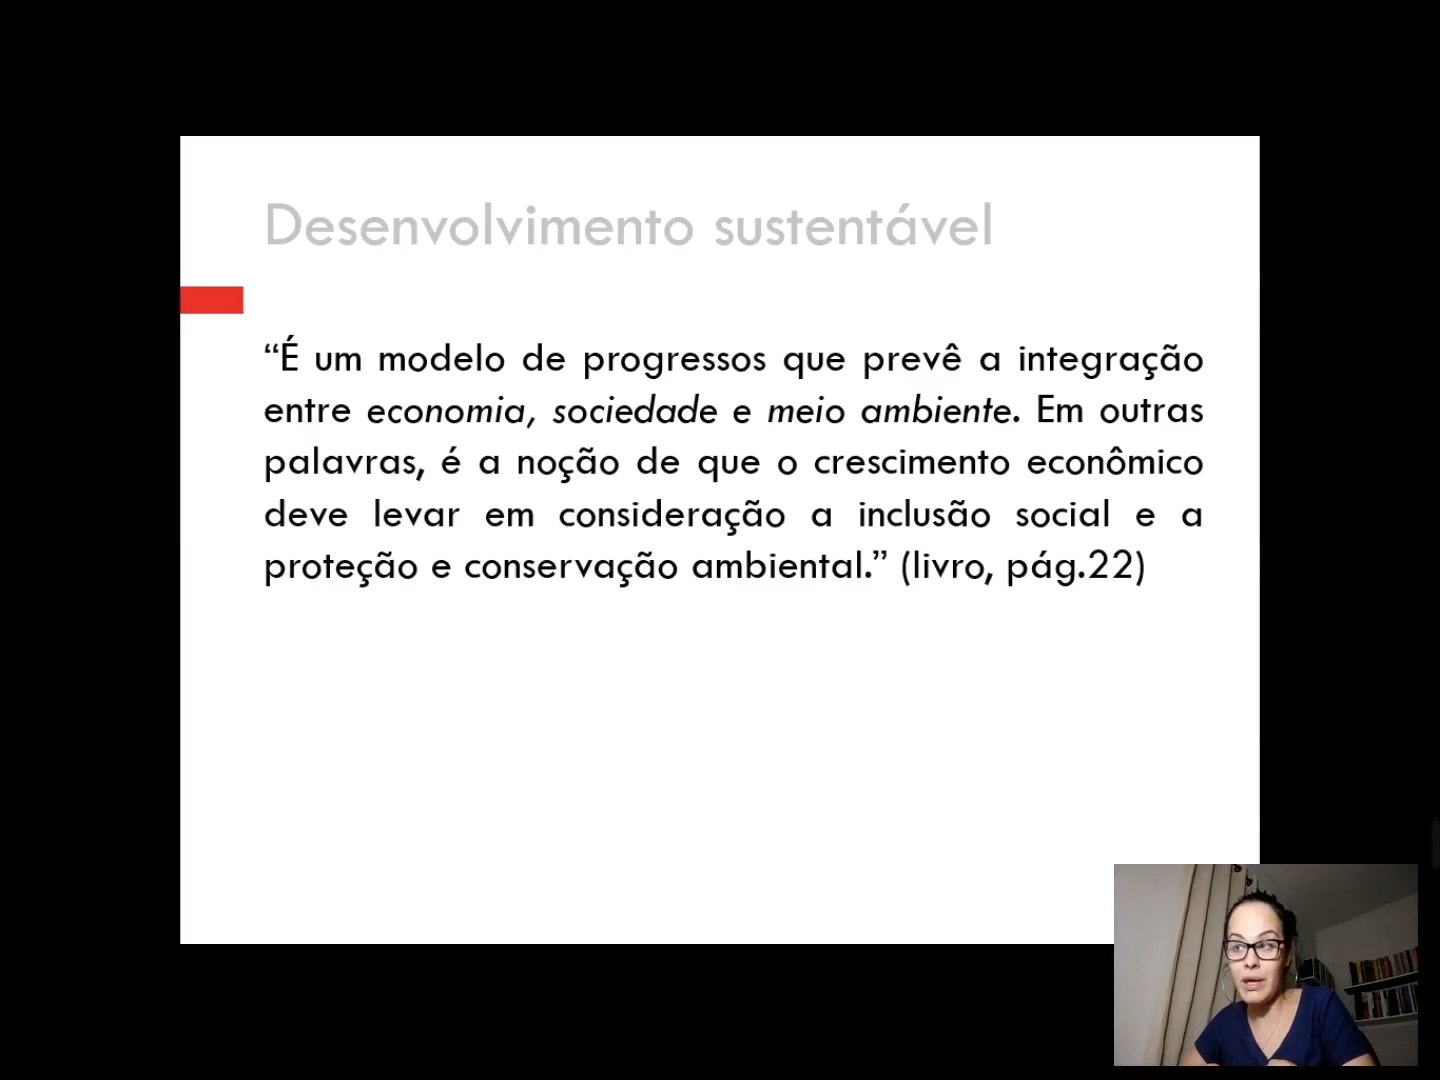 Desenvolvimento sustentável
“É um modelo de progressos que prevê a integração
entre economia, sociedade e meio ambiente. Em outras
palavras, é a noção de que o crescimento econômico
deve levar em consideração a inclusão social e a
proteção e conservação ambiental.” (livro, pág.22)